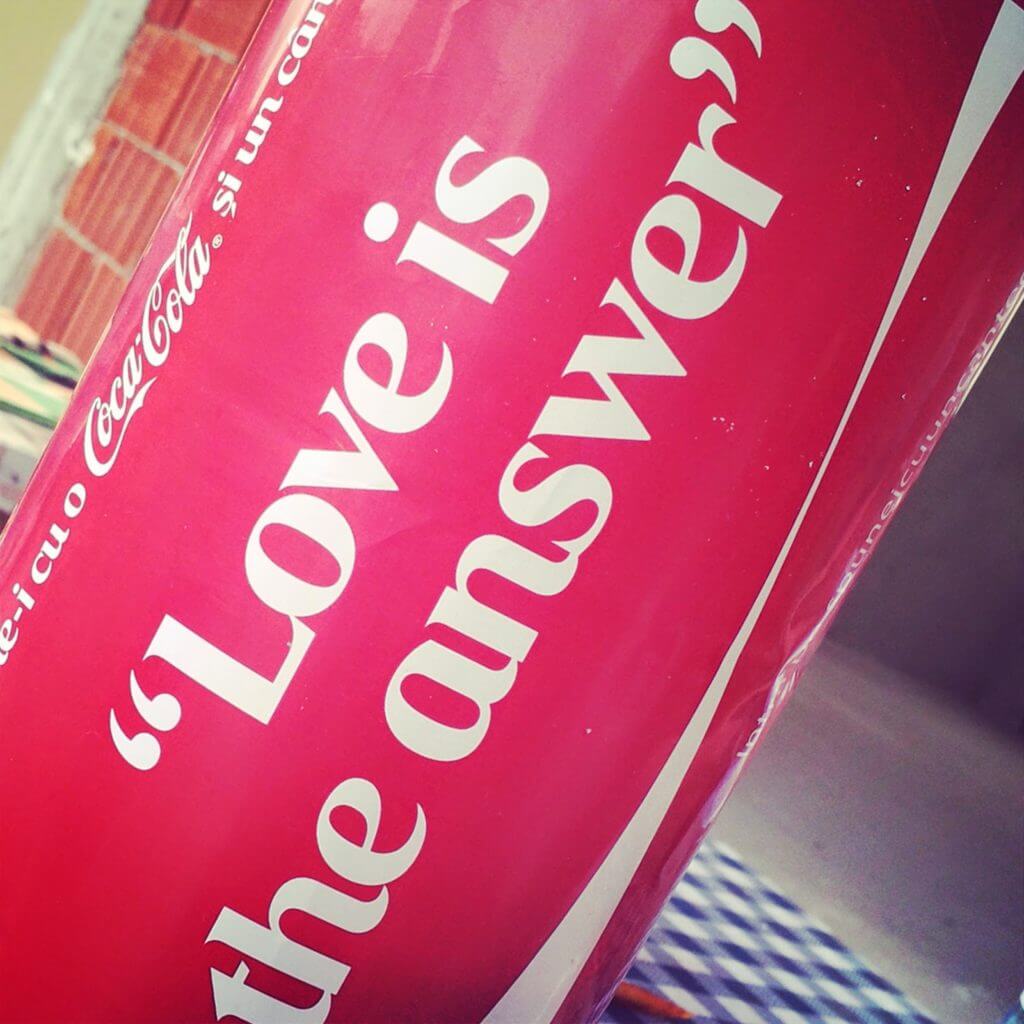 e-i cu o Coca-Cola® și un can
“Love is
the answer”